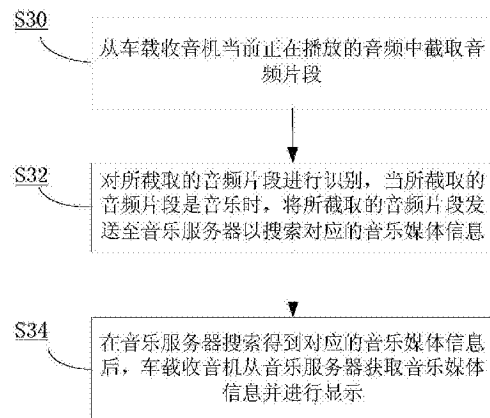 S30
从车载收音机当前正在播放的音频中截取音
频片段
S32
对所截取的音频片段进行识别，当所截取的
音频片段是音乐时，将所截取的音频片段发
送至音乐服务器以搜索对应的音乐媒体信息
S34
在音乐服务器搜索得到对应的音乐媒体信息
后，车载收音机从音乐服务器获取音乐媒体
信息并进行显示